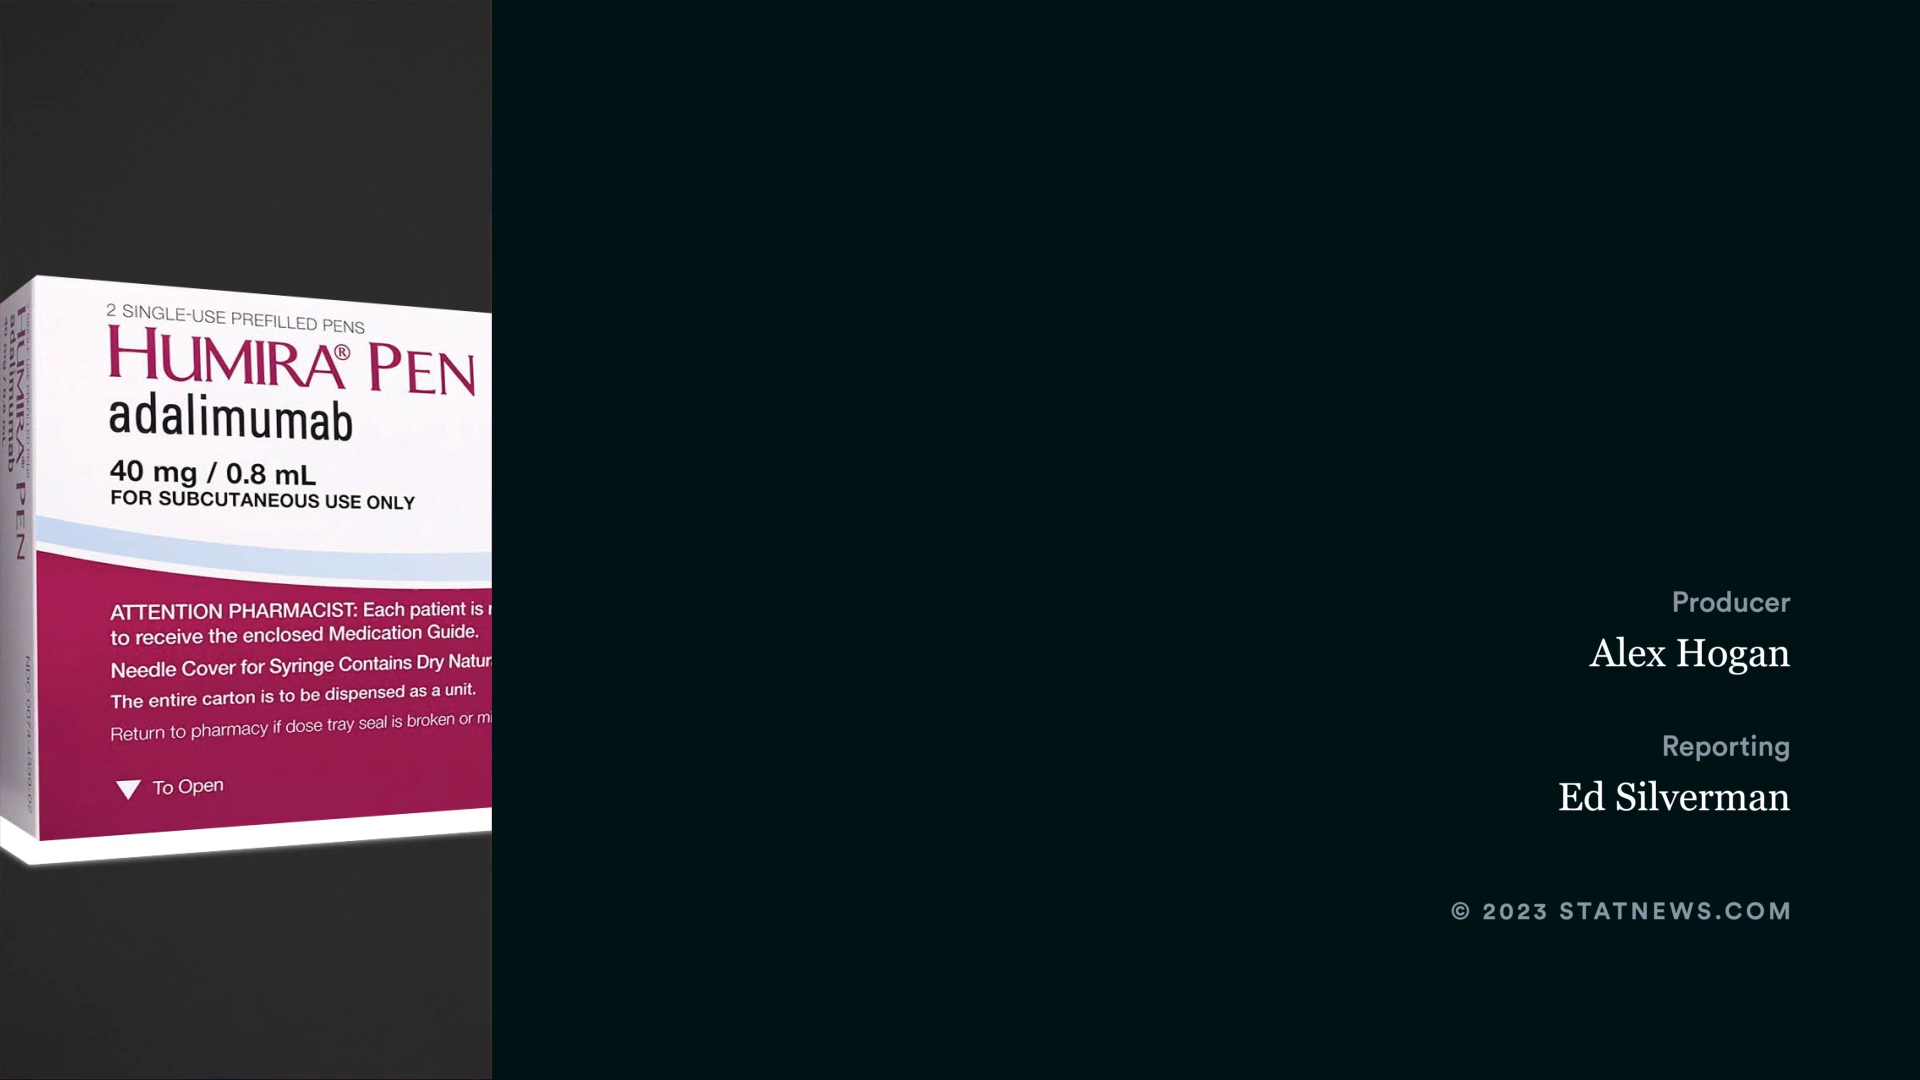 2 SINGLE-USE PREFILLED PENS
HUMIRA® PEN
adalimumab
40 mg / 0.8 mL
FOR SUBCUTANEOUS USE ONLY
ATTENTION PHARMACIST: Each patient is
to receive the enclosed Medication Guide.
Needle Cover for Syringe Contains Dry
The entire carton is to be dispensed as a unit.
Return to pharmacy if dose tray seal is broken or
To Open
HUMIRA® PEN
adalimumab
Producer
Alex Hogan
Reporting
Ed Silverman
© 2023 STATNEWS.COM